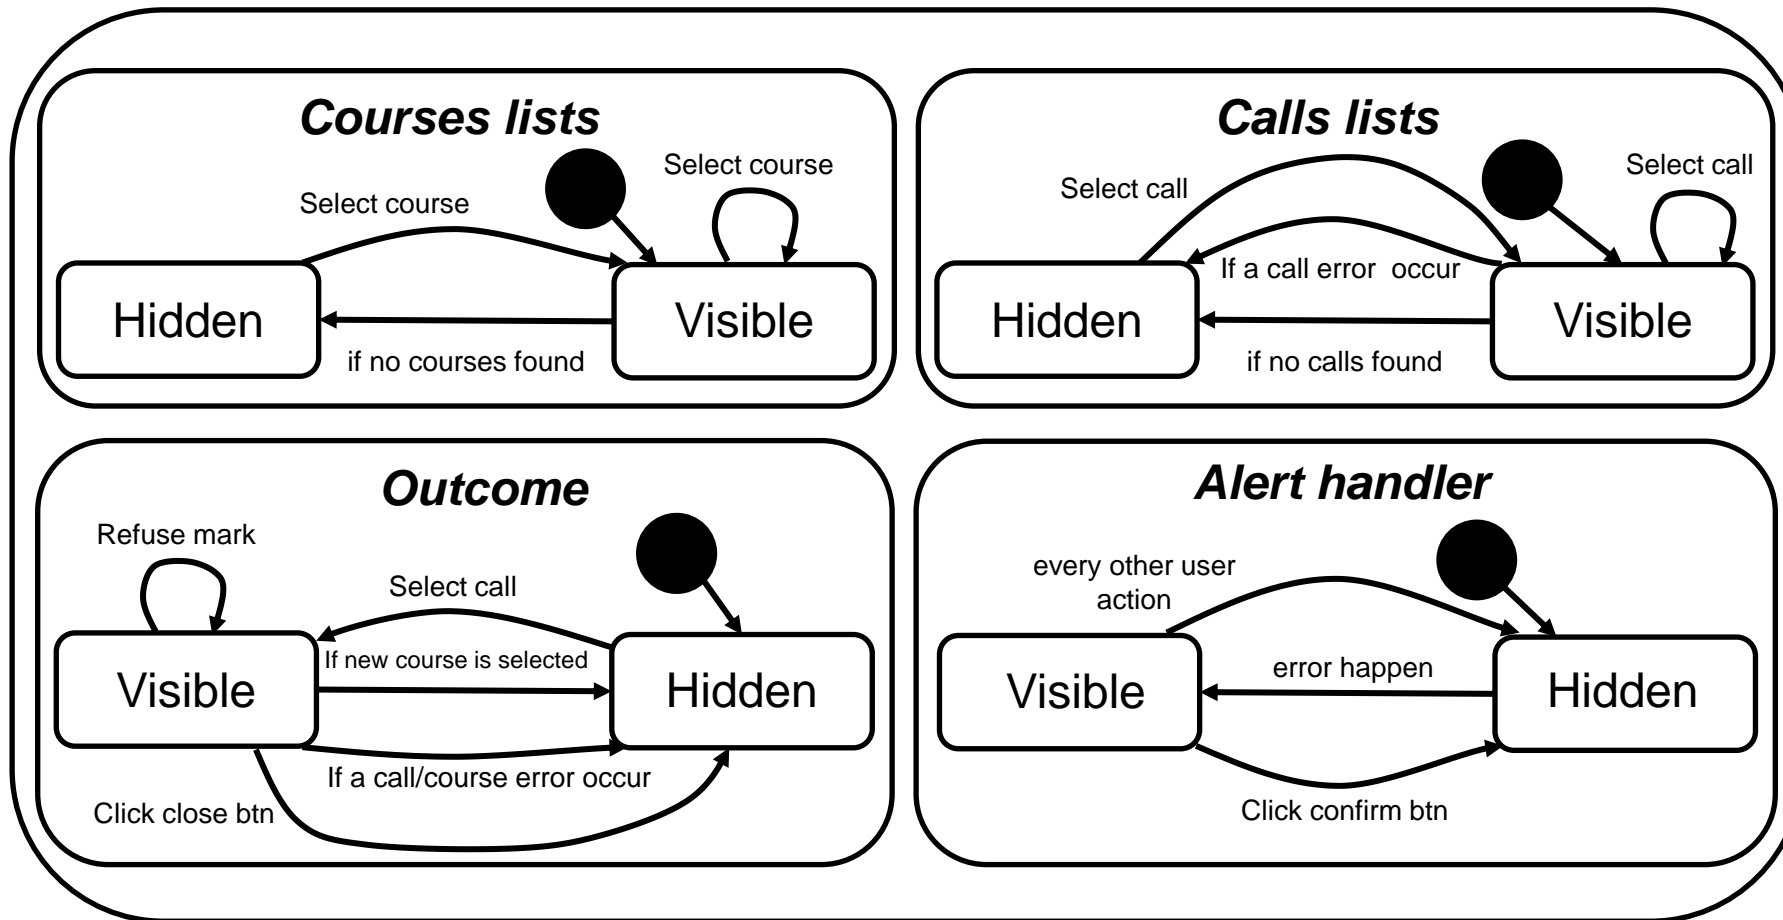 Courses lists
Select course
Select course
Hidden
Visible
if no courses found
Calls lists
Select call
Select call
If a call error  occur
Hidden
Visible
if no calls found
Outcome
Refuse mark
Select call
If new course is selected
Visible
Hidden
If a call/course error occur
Click close btn
Alert handler
every other user
action
error happen
Visible
Hidden
Click confirm btn